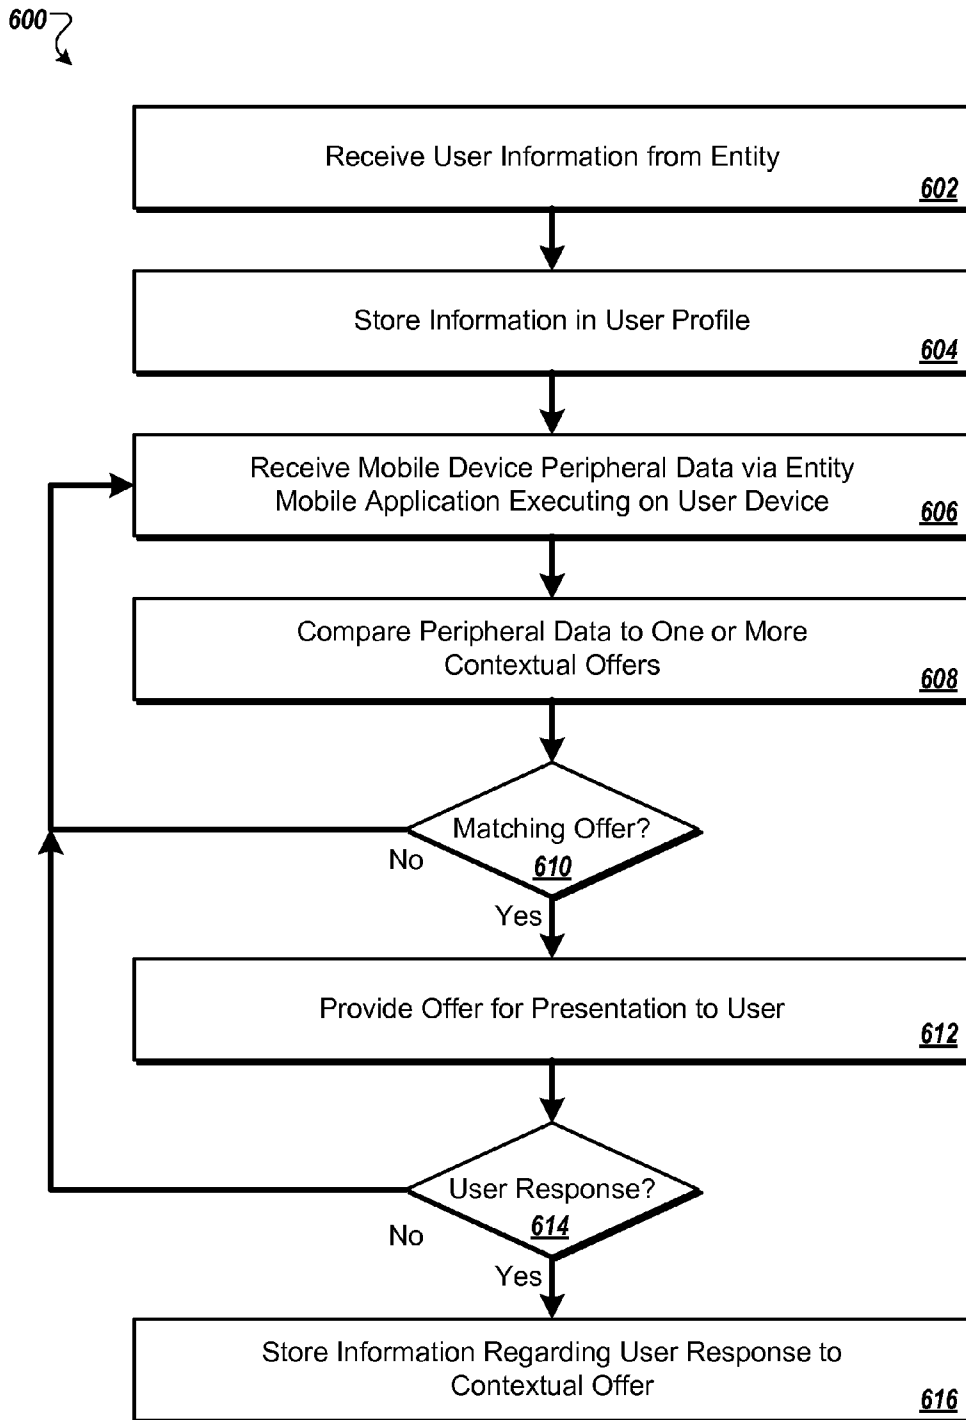 600
Receive User Information from Entity
602
Store Information in User Profile
604
Receive Mobile Device Peripheral Data via Entity
Mobile Application Executing on User Device
606
Compare Peripheral Data to One or More
Contextual Offers
608
Matching Offer?
610
No
Yes
Provide Offer for Presentation to User
612
User Response?
614
No
Yes
Store Information Regarding User Response to
Contextual Offer
616